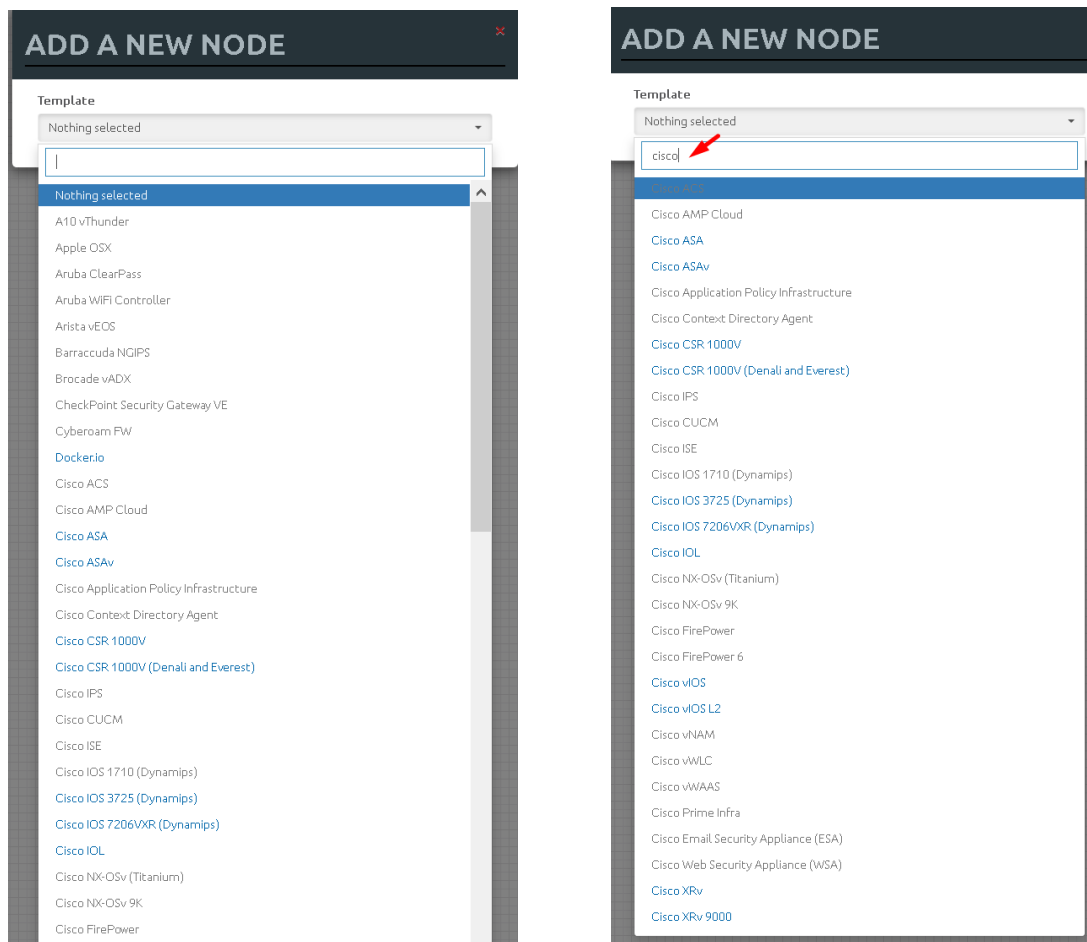 ADD A NEW NODE
Template
Nothing selected
Nothing selected
A10 vThunder
Apple OSX
Aruba ClearPass
Aruba WiFi Controller
Arista vEOS
Barraccuda NGIPS
Brocade vADX
CheckPoint Security Gateway VE
Cyberoam FW
Docker.io
Cisco ACS
Cisco AMP Cloud
Cisco ASA
Cisco ASAv
Cisco Application Policy Infrastructure
Cisco Context Directory Agent
Cisco CSR 1000V
Cisco CSR 1000V (Denali and Everest)
Cisco IPS
Cisco CUCM
Cisco ISE
Cisco IOS 1710 (Dynamips)
Cisco IOS 3725 (Dynamips)
Cisco IOS 7206VXR (Dynamips)
Cisco IOL
Cisco NX-OSv (Titanium)
Cisco NX-OSv 9K
Cisco FirePower
ADD A NEW NODE
Template
Nothing selected
cisco
Cisco ACS
Cisco AMP Cloud
Cisco ASA
Cisco ASAv
Cisco Application Policy Infrastructure
Cisco Context Directory Agent
Cisco CSR 1000V
Cisco CSR 1000V (Denali and Everest)
Cisco IPS
Cisco CUCM
Cisco ISE
Cisco IOS 1710 (Dynamips)
Cisco IOS 3725 (Dynamips)
Cisco IOS 7206VXR (Dynamips)
Cisco IOL
Cisco NX-OSv (Titanium)
Cisco NX-OSv 9K
Cisco FirePower
Cisco FirePower 6
Cisco vIOS
Cisco vIOS L2
Cisco vNAM
Cisco vWLC
Cisco vWAAS
Cisco Prime Infra
Cisco Email Security Appliance (ESA)
Cisco Web Security Appliance (WSA)
Cisco XRv
Cisco XRv 9000